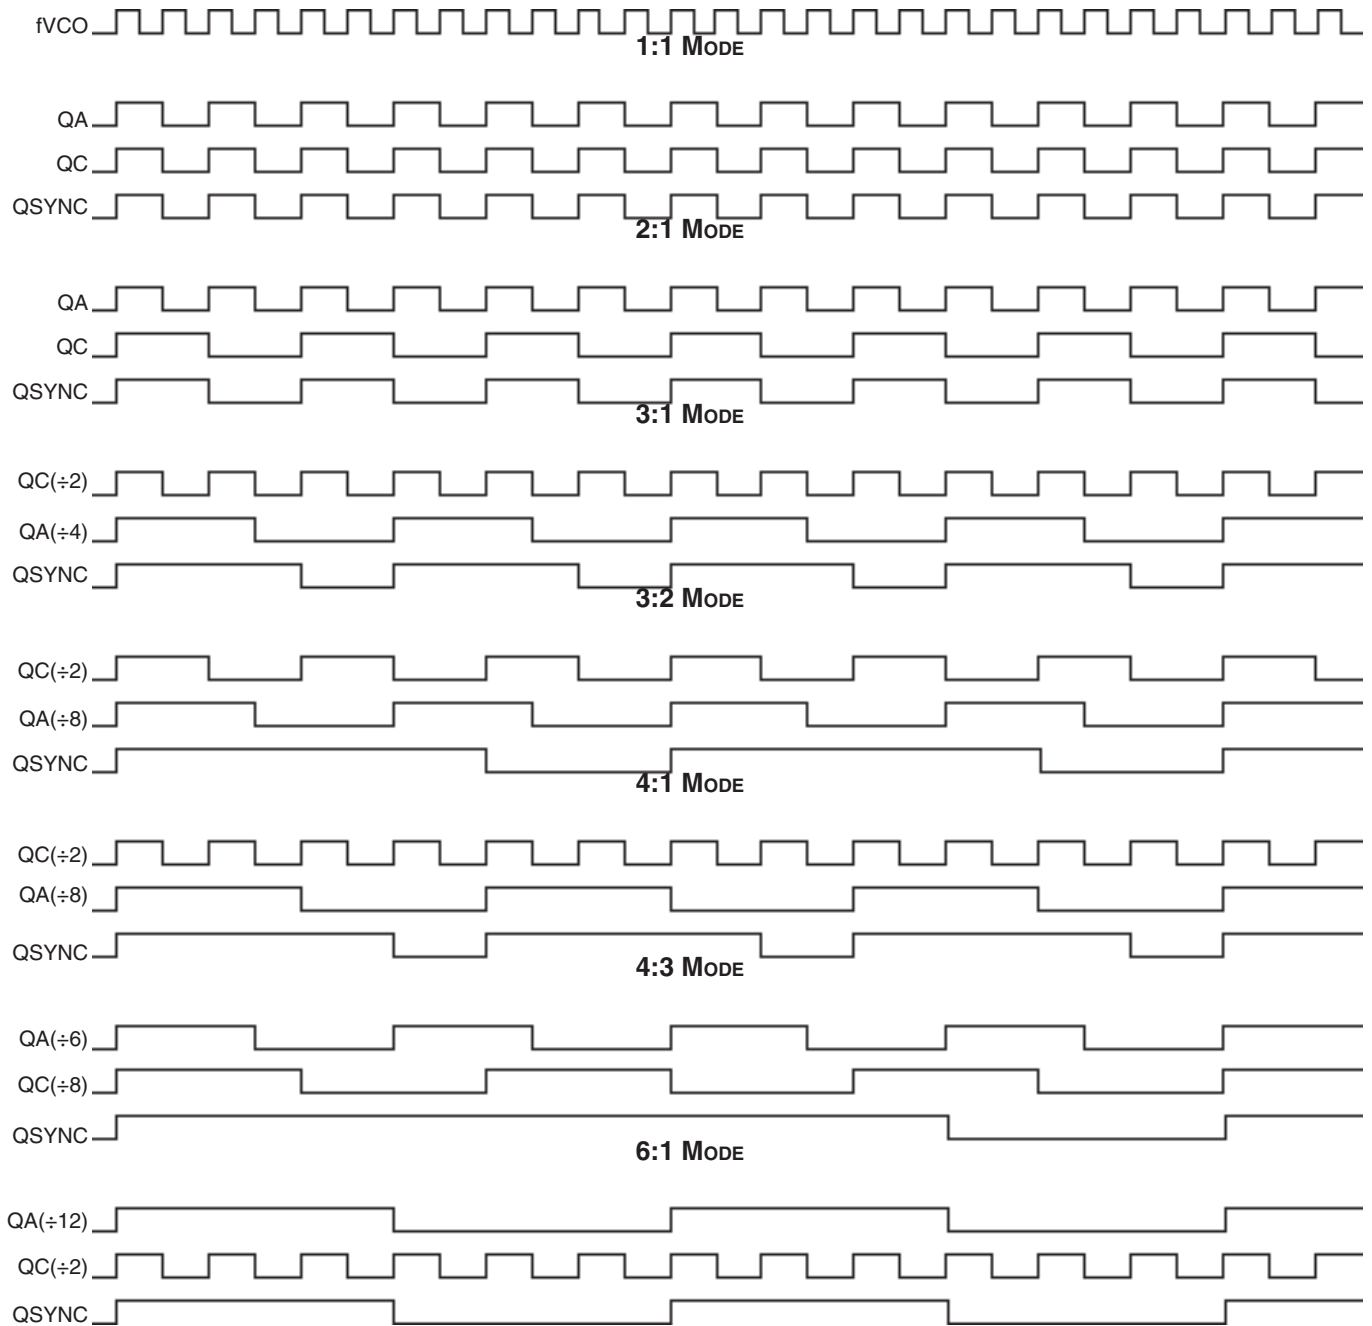 fVCO
1:1 MODE
QA
QC
QSYNC
2:1 MODE
QA
QC
QSYNC
3:1 MODE
QC(÷2)
QA(÷4)
QSYNC
3:2 MODE
QC(÷2)
QA(÷8)
QSYNC
4:1 MODE
QC(÷2)
QA(÷8)
QSYNC
4:3 MODE
QA(÷6)
QC(÷8)
QSYNC
6:1 MODE
QA(÷12)
QC(÷2)
QSYNC